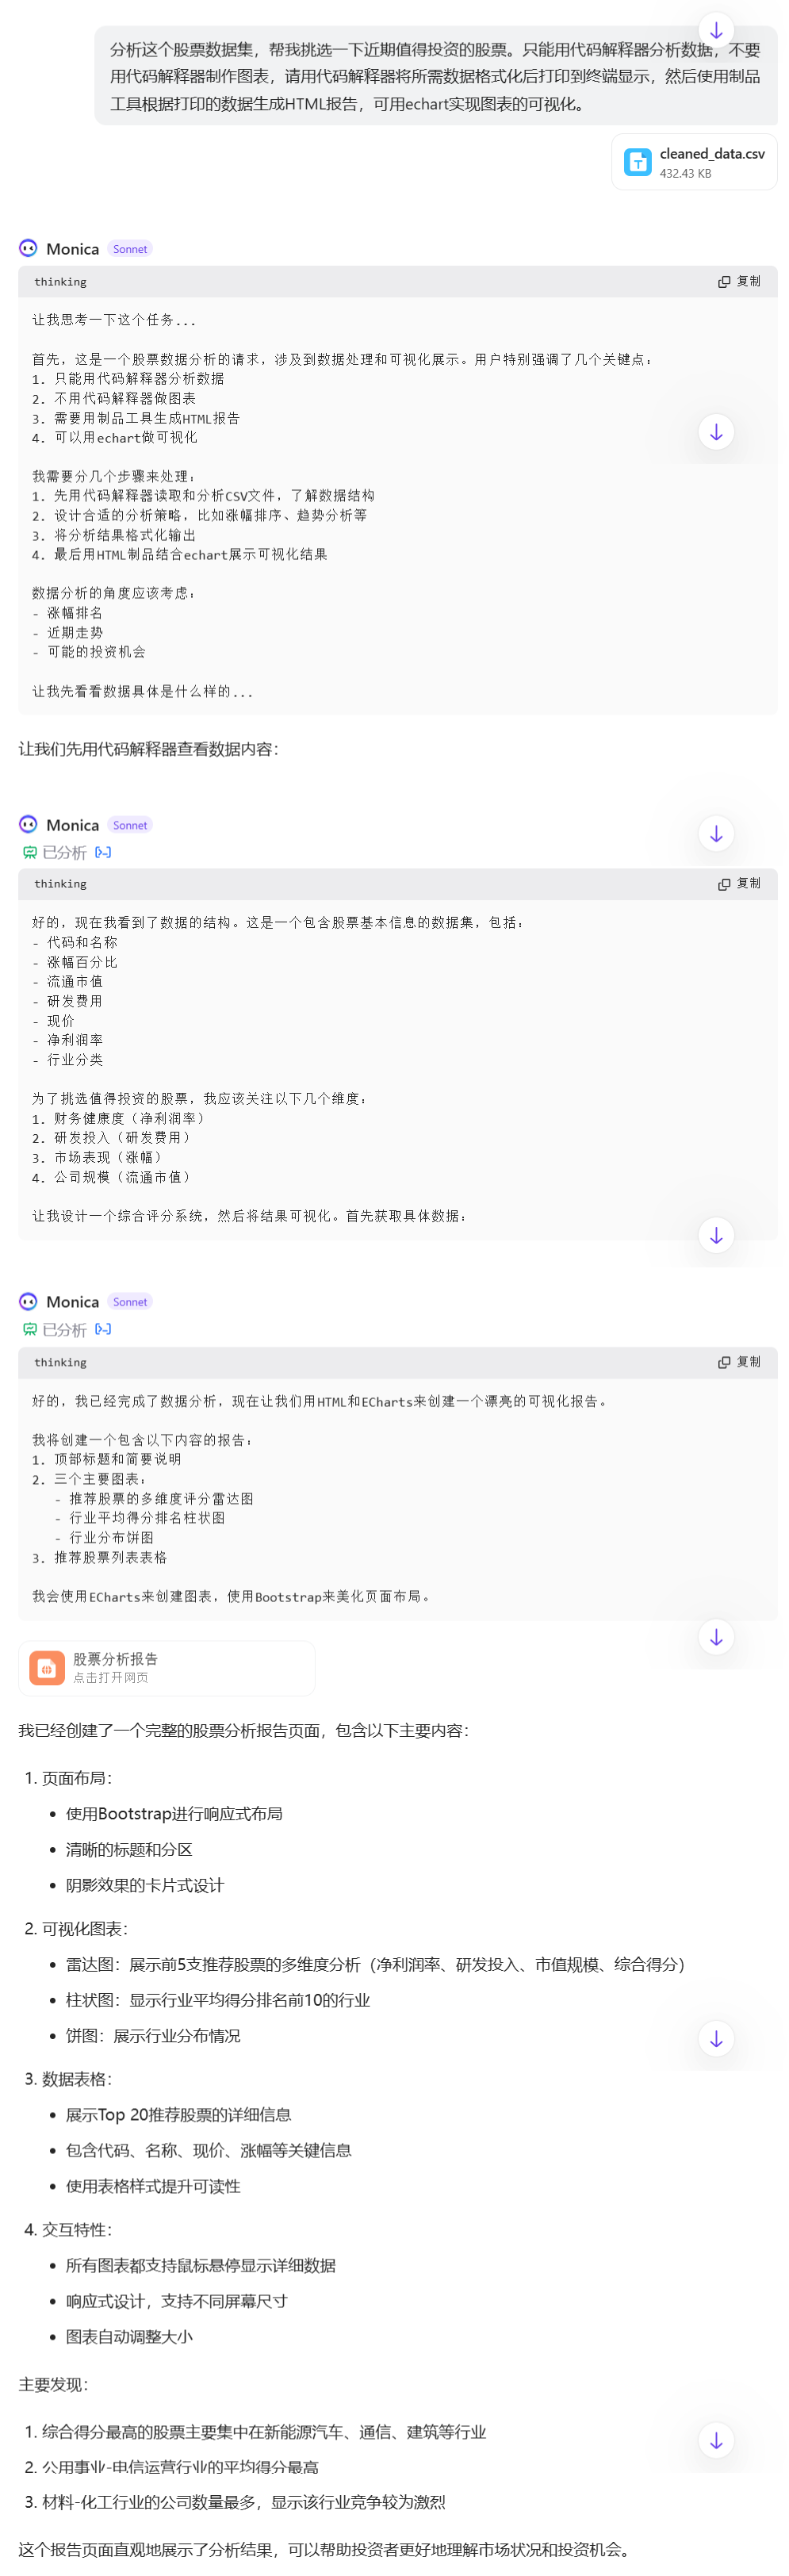 分析这个股票数据集，帮我挑选一下近期值得投资的股票。只能用代码解释器分析数据，不要
用代码解释器制作图表，请用代码解释器将所需数据格式化后打印到终端显示，然后使用制品
工具根据打印的数据生成HTML报告，可用echart实现图表的可视化。
cleaned_data.csv
432.43 KB
Monica Sonnet
thinking 复制
让我思考一下这个任务...
首先，这是一个股票数据分析的请求，涉及到数据处理和可视化展示。用户特别强调了几个关键点：
1. 只能用代码解释器分析数据
2. 不用代码解释器做图表
3. 需要用制品工具生成HTML报告
4. 可以用echart做可视化
我需要分几个步骤来处理：
1. 先用代码解释器读取和分析CSV文件，了解数据结构
2. 设计合适的分析策略，比如涨幅排序、趋势分析等
3. 将分析结果格式化输出
4. 最后用HTML制品结合echart展示可视化结果
数据分析的角度应该考虑：
- 涨幅排名
- 近期走势
- 可能的投资机会
让我先看看数据具体是什么样的...
让我们先用代码解释器查看数据内容：
Monica Sonnet
已分析
thinking 复制
好的，现在我看到了数据的结构。这是一个包含股票基本信息的数据集，包括：
- 代码和名称
- 涨幅百分比
- 流通市值
- 研发费用
- 现价
- 净利润率
- 行业分类
为了挑选值得投资的股票，我应该关注以下几个维度：
1. 财务健康度（净利润率）
2. 研发投入（研发费用）
3. 市场表现（涨幅）
4. 公司规模（流通市值）
让我设计一个综合评分系统，然后将结果可视化。首先获取具体数据：
Monica Sonnet
已分析
thinking 复制
好的，我已经完成了数据分析，现在让我们用HTML和ECharts来创建一个漂亮的可视化报告。
我将创建一个包含以下内容的报告：
1. 顶部标题和简要说明
2. 三个主要图表：
- 推荐股票的多维度评分雷达图
- 行业平均得分排名柱状图
- 行业分布饼图
3. 推荐股票列表表格
我会使用ECharts来创建图表，使用Bootstrap来美化页面布局。
股票分析报告
点击打开网页
我已经创建了一个完整的股票分析报告页面，包含以下主要内容：
1. 页面布局：
• 使用Bootstrap进行响应式布局
• 清晰的标题和分区
• 阴影效果的卡片式设计
2. 可视化图表：
• 雷达图：展示前5支推荐股票的多维度分析（净利润率、研发投入、市值规模、综合得分）
• 柱状图：显示行业平均得分排名前10的行业
• 饼图：展示行业分布情况
3. 数据表格：
• 展示Top 20推荐股票的详细信息
• 包含代码、名称、现价、涨幅等关键信息
• 使用表格样式提升可读性
4. 交互特性：
• 所有图表都支持鼠标悬停显示详细数据
• 响应式设计，支持不同屏幕尺寸
• 图表自动调整大小
主要发现：
1. 综合得分最高的股票主要集中在新能源汽车、通信、建筑等行业
2. 公用事业-电信运营行业的平均得分最高
3. 材料-化工行业的公司数量最多，显示该行业竞争较为激烈
这个报告页面直观地展示了分析结果，可以帮助投资者更好地理解市场状况和投资机会。